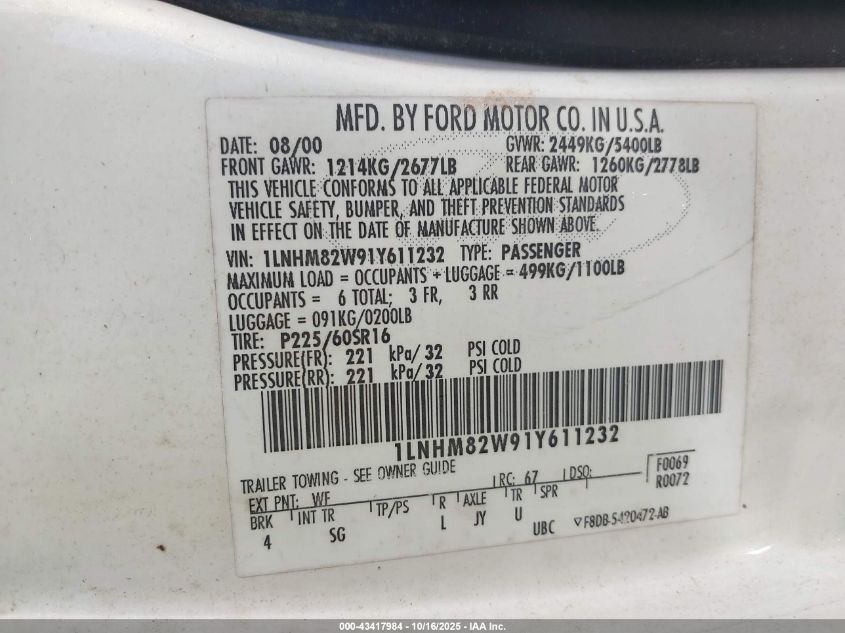 MFD. BY FORD MOTOR CO. IN U.S.A.
DATE: 08/00 GVWR: 2449KG/5400LB
FRONT GAWR: 1214KG/2677LB REAR GAWR: 1260KG/2778LB
THIS VEHICLE CONFORMS TO ALL APPLICABLE FEDERAL MOTOR
VEHICLE SAFETY, BUMPER, AND THEFT PREVENTION STANDARDS
IN EFFECT ON THE DATE OF MANUFACTURE SHOWN ABOVE.
VIN: 1LNHM82W91Y611232 TYPE: PASSENGER
MAXIMUM LOAD = OCCUPANTS + LUGGAGE = 499KG/1100LB
OCCUPANTS = 6 TOTAL; 3 FR, 3 RR
LUGGAGE = 091KG/0200LB
TIRE: P225/60SR16
PRESSURE(FR): 221 kPa/ 32 PSI COLD
PRESSURE(RR): 221 kPa/ 32 PSI COLD
1LNHM82W91Y611232
TRAILER TOWING - SEE OWNER GUIDE
EXT PNT: WF RC: 67 DSO: F0069
BRK INT TR TP/PS R AXLE TR SPR R0072
4 SG L JY U
UBC F8DB-5420472-AB
000-43417984 - 10/16/2025 - IAA Inc.